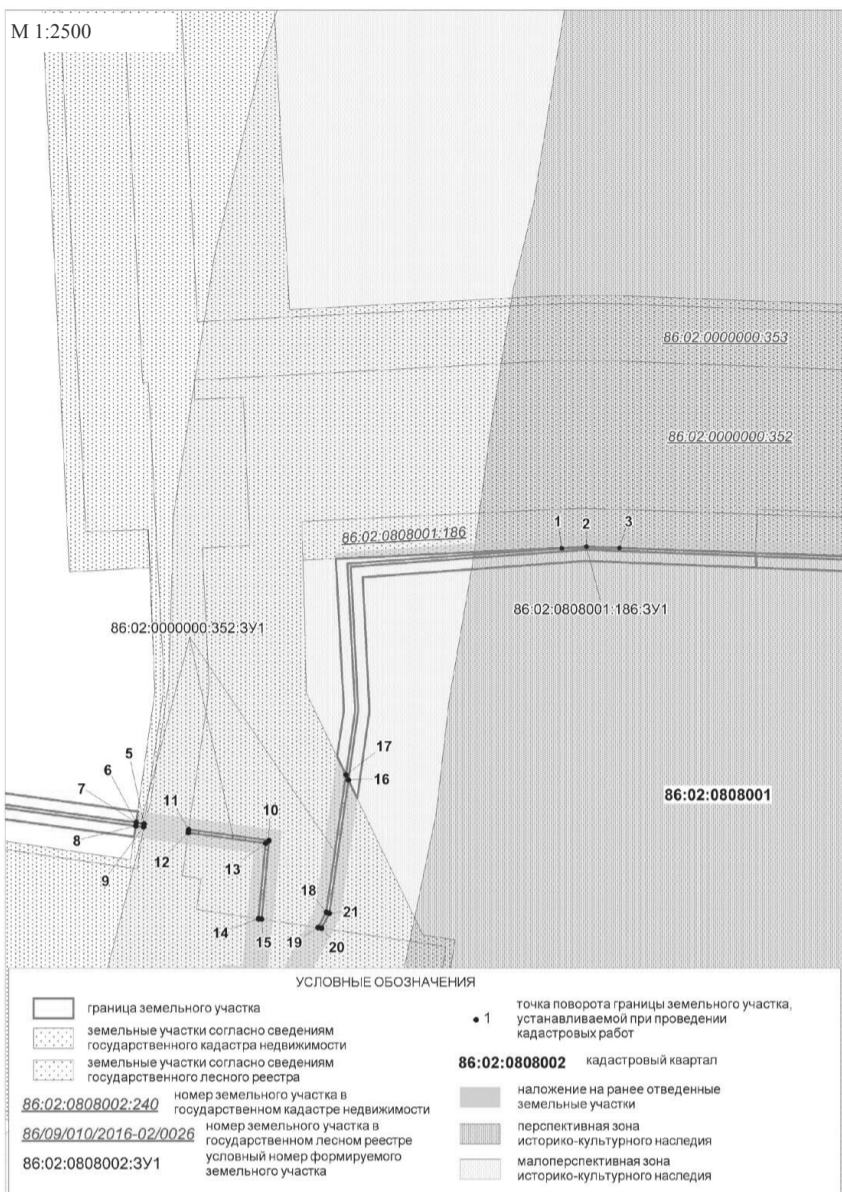 М 1:2500
86:02:0000000:353
86:02:0000000:352
86:02:0808001:186
1
2
3
86:02:0808001:186:ЗУ1
86:02:0000000:352:ЗУ1
17
16
5
6
7
86:02:0808001
11
10
8
12
13
9
18
21
14
15
19
20
УСЛОВНЫЕ ОБОЗНАЧЕНИЯ
граница земельного участка
земельные участки согласно сведениям
государственного кадастра недвижимости
земельные участки согласно сведениям
государственного лесного реестра
86:02:0808002:240
номер земельного участка в
государственном кадастре недвижимости
86/09/010/2016-02/0026
номер земельного участка в
государственном лесном реестре
86:02:0808002:ЗУ1
условный номер формируемого
земельного участка
1
точка поворота границы земельного участка,
устанавливаемой при проведении
кадастровых работ
86:02:0808002 кадастровый квартал
наложение на ранее отведенные
земельные участки
перспективная зона
историко-культурного наследия
малоперспективная зона
историко-культурного наследия